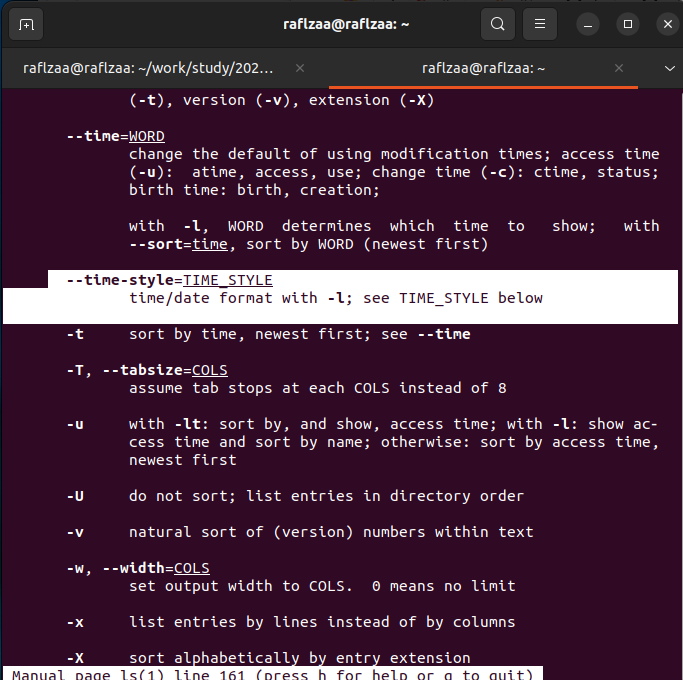 raflzaa@raflzaa: ~
raflzaa@raflzaa: ~/work/study/202...
raflzaa@raflzaa: ~
(-t), version (-v), extension (-X)
--time=WORD
change the default of using modification times; access time
(-u): atime, access, use; change time (-c): ctime, status;
birth time: birth, creation;
with -l, WORD determines which time to show; with
--sort=time, sort by WORD (newest first)
--time-style=TIME_STYLE
time/date format with -l; see TIME_STYLE below
-t sort by time, newest first; see --time
-T, --tabsize=COLS
assume tab stops at each COLS instead of 8
-u with -lt: sort by, and show, access time; with -l: show ac-
cess time and sort by name; otherwise: sort by access time,
newest first
-U do not sort; list entries in directory order
-v natural sort of (version) numbers within text
-w, --width=COLS
set output width to COLS. 0 means no limit
-x list entries by lines instead of by columns
-X sort alphabetically by entry extension
Manual page ls(1) line 161 (press h for help or q to quit)